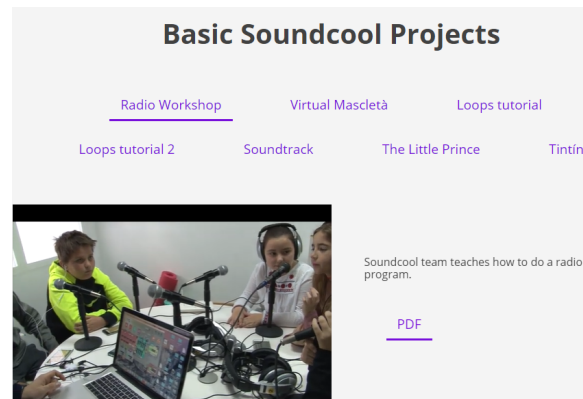 Basic Soundcool Projects
Radio Workshop Virtual Mascletà Loops tutorial
Loops tutorial 2 Soundtrack The Little Prince Tintín
Soundcool team teaches how to do a radio
program.
PDF